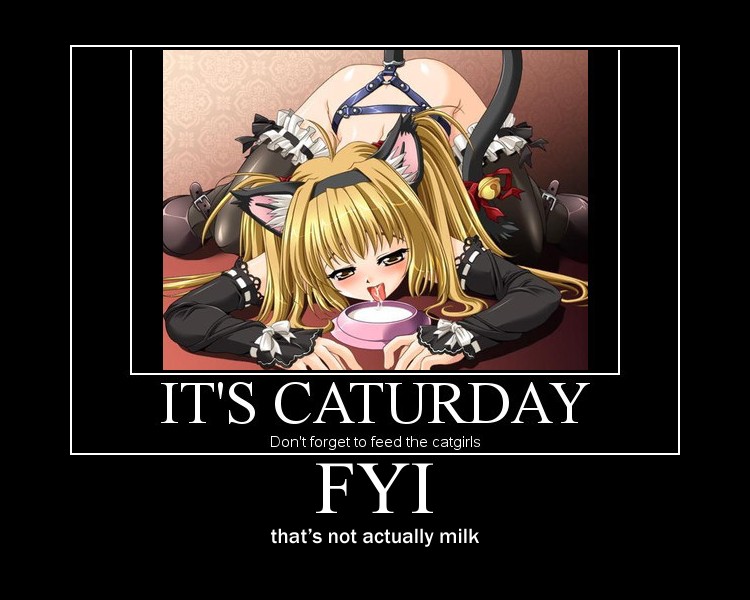 IT'S CATURDAY
Don't forget to feed the catgirls
FYI
that's not actually milk